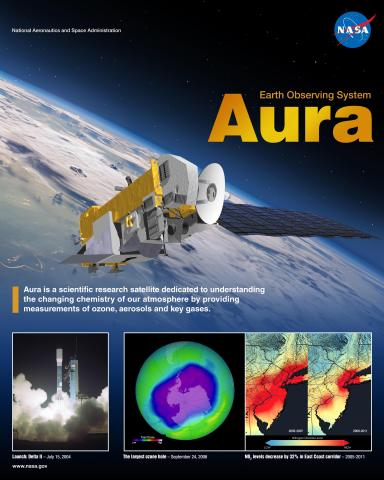 National Aeronautics and Space Administration
NASA
Earth Observing System
Aura
Aura is a scientific research satellite dedicated to understanding
the changing chemistry of our atmosphere by providing
measurements of ozone, aerosols and key gases.
2005-2007
2009-2011
Launch: Delta II – July 15, 2004
The largest ozone hole – September 24, 2006
NO₂ levels decrease by 32% in East Coast corridor – 2005-2011
www.nasa.gov